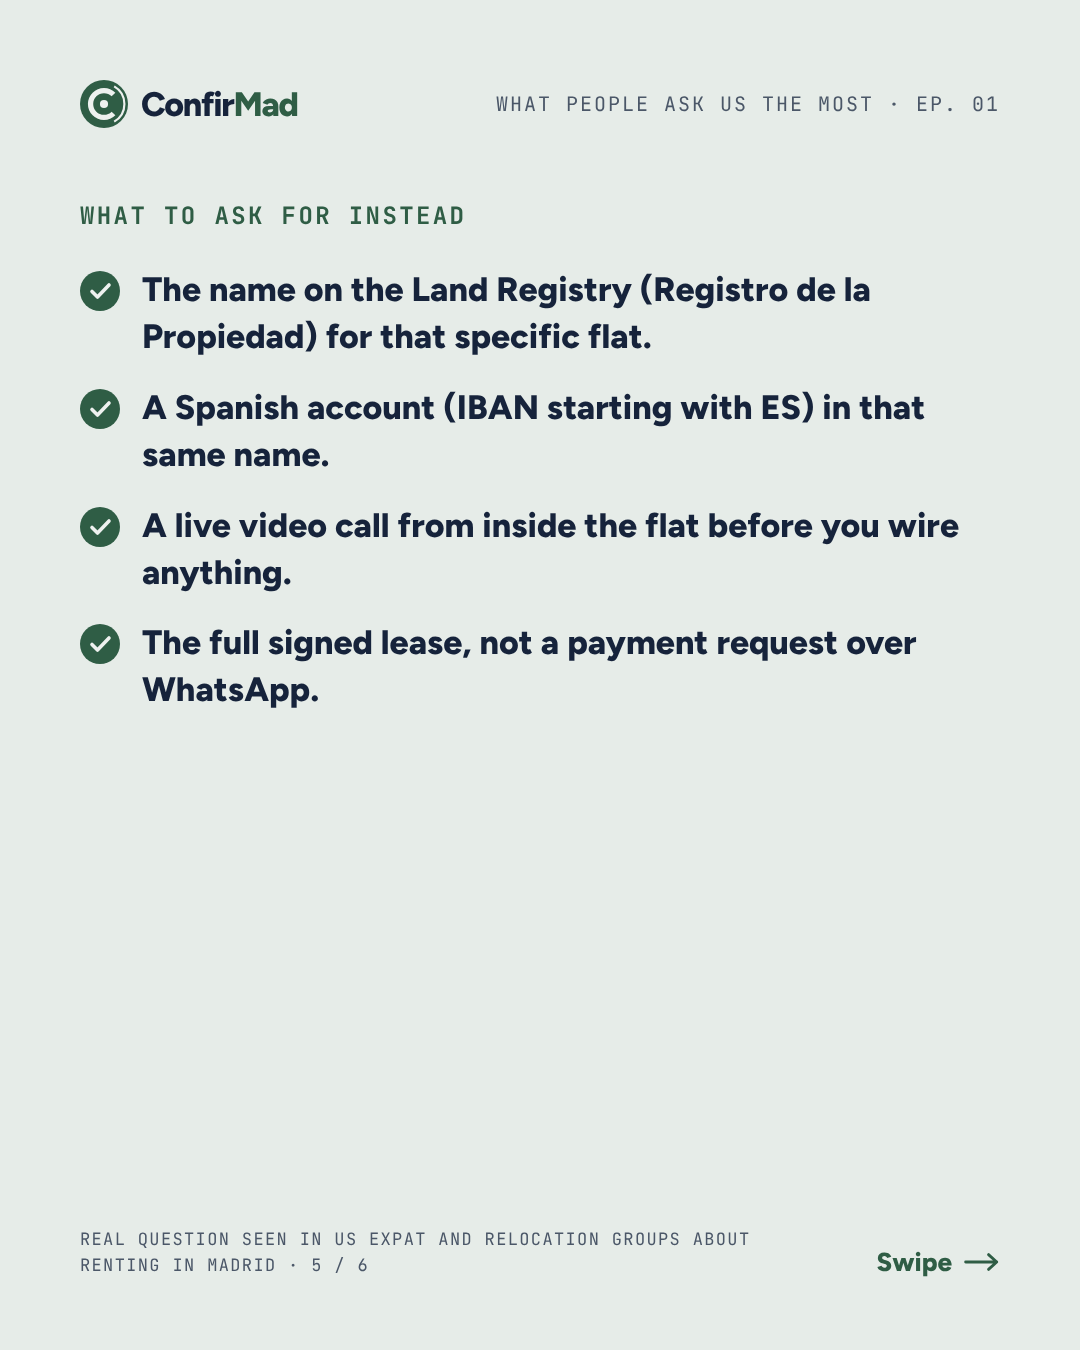 ConfirMad
WHAT PEOPLE ASK US THE MOST · EP. 01
WHAT TO ASK FOR INSTEAD
The name on the Land Registry (Registro de la
Propiedad) for that specific flat.
A Spanish account (IBAN starting with ES) in that
same name.
A live video call from inside the flat before you wire
anything.
The full signed lease, not a payment request over
WhatsApp.
REAL QUESTION SEEN IN US EXPAT AND RELOCATION GROUPS ABOUT
RENTING IN MADRID · 5 / 6
Swipe →